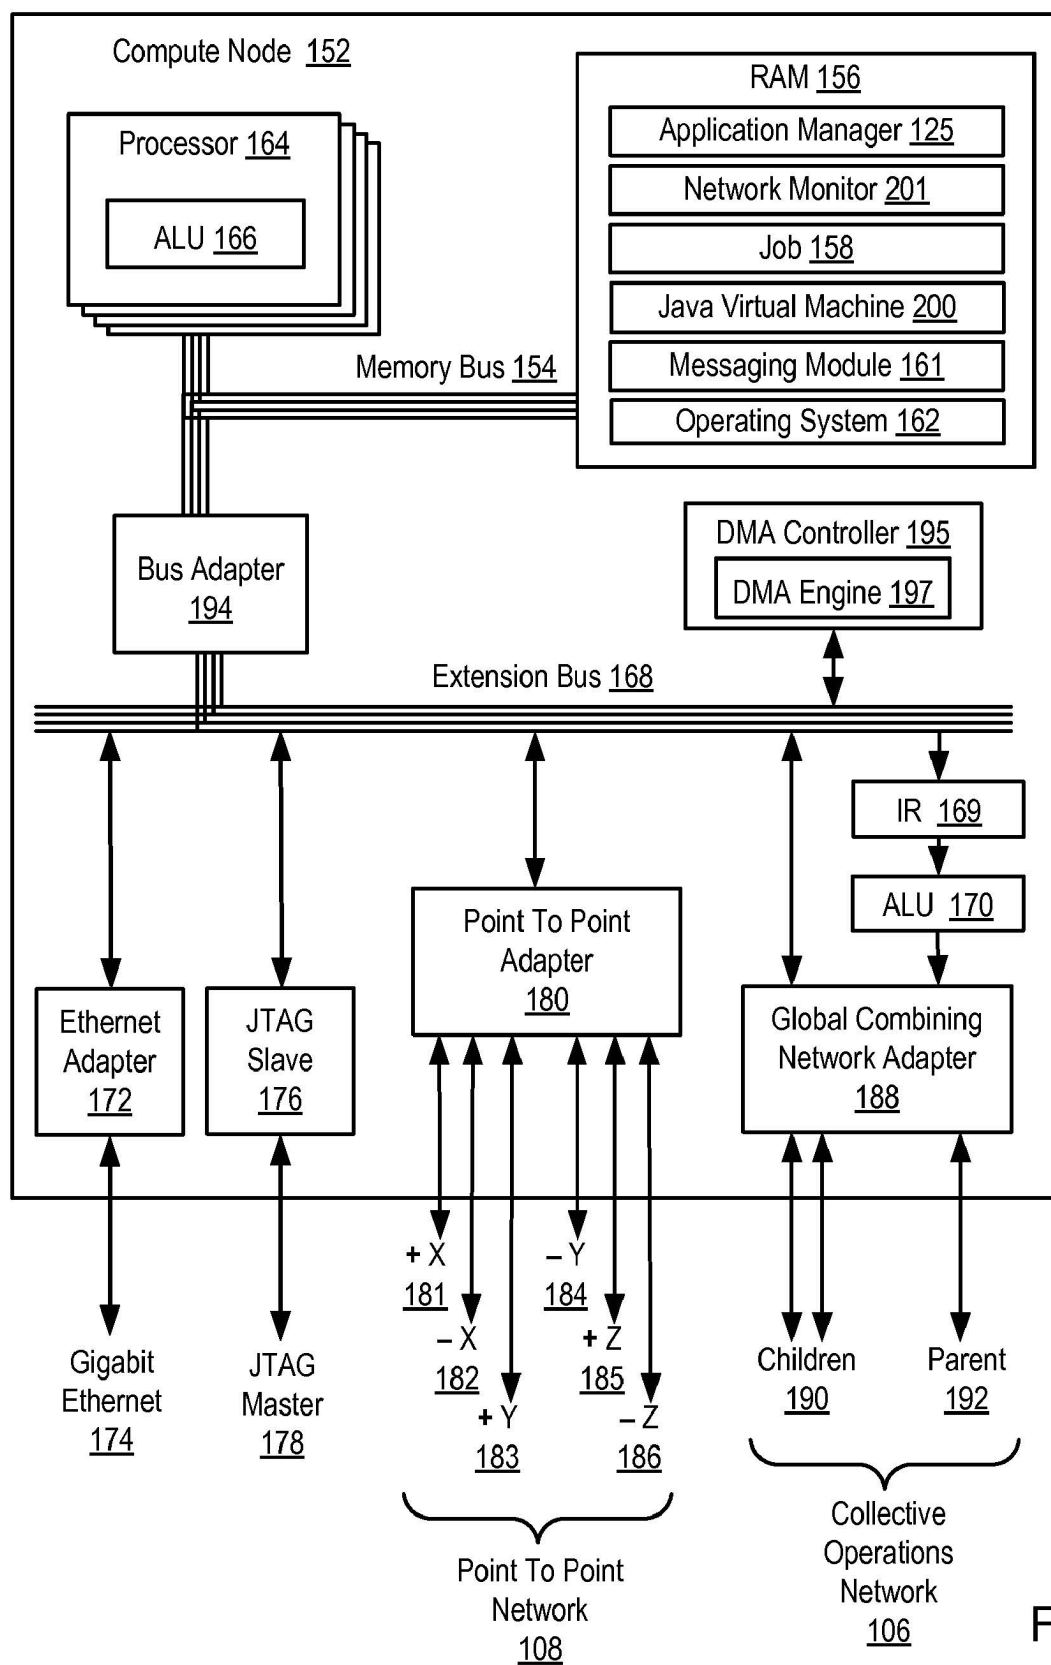 Compute Node 152
RAM 156
Application Manager 125
Network Monitor 201
Job 158
Java Virtual Machine 200
Messaging Module 161
Operating System 162
Processor 164
ALU 166
Memory Bus 154
Bus Adapter
194
DMA Controller 195
DMA Engine 197
Extension Bus 168
IR 169
ALU 170
Point To Point
Adapter
180
Ethernet
Adapter
172
JTAG
Slave
176
Global Combining
Network Adapter
188
+ X
181
– X
182
+ Y
183
– Y
184
+ Z
185
– Z
186
Gigabit
Ethernet
174
JTAG
Master
178
Children
190
Parent
192
Point To Point
Network
108
Collective
Operations
Network
106
F